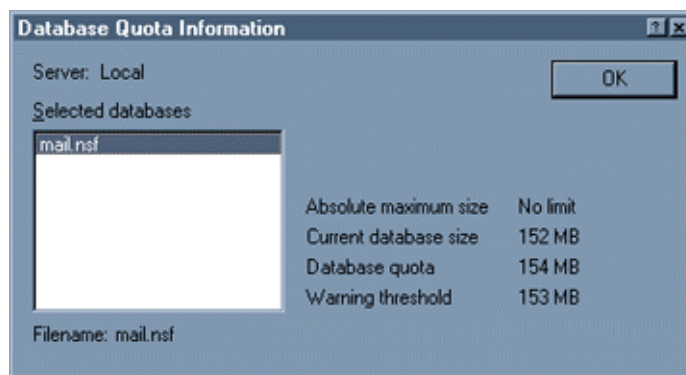 Database Quota Information
Server: Local
OK
Selected databases
mail.nsf
Absolute maximum size No limit
Current database size 152 MB
Database quota 154 MB
Warning threshold 153 MB
Filename: mail.nsf